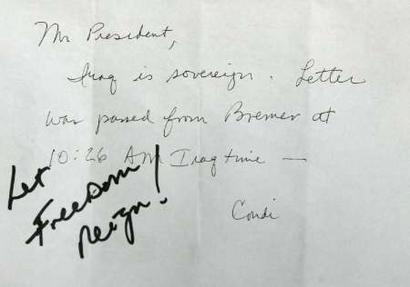 Mr President,
Iraq is sovereign. Letter
was passed from Bremer at
10:26 AM Iraq time —
Condi
Let
Freedom
Reign!